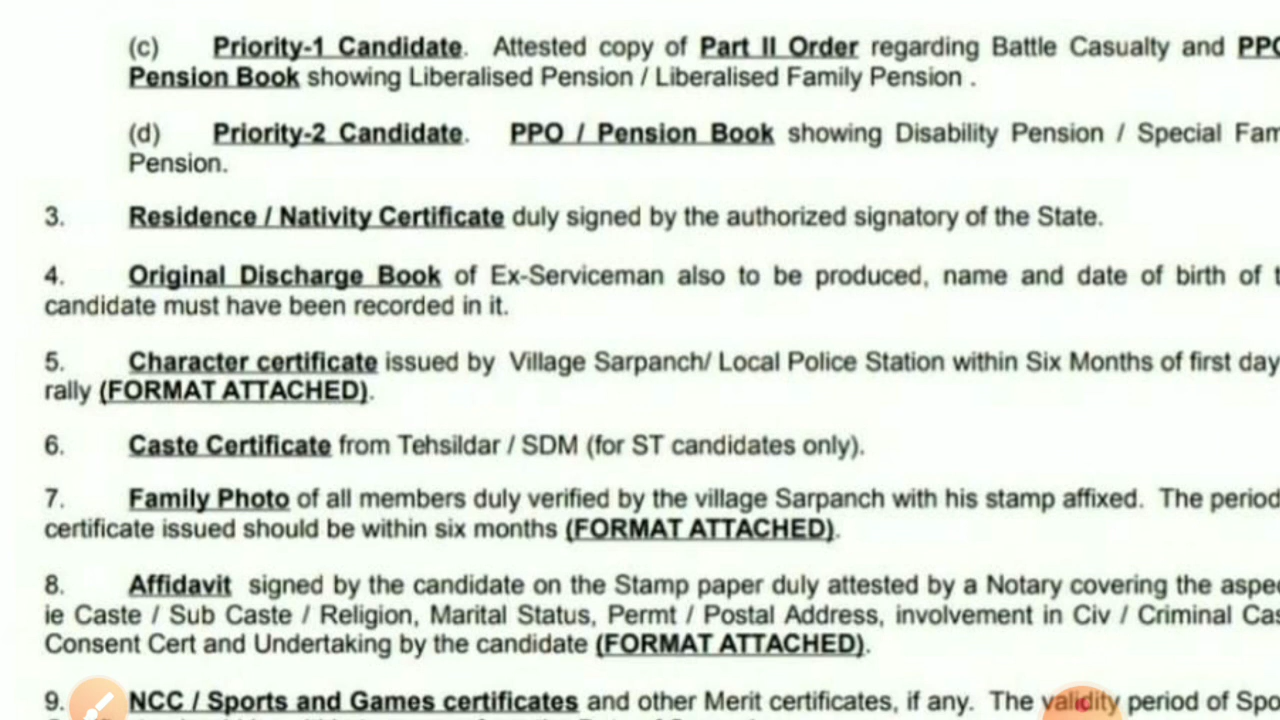 (c) Priority-1 Candidate. Attested copy of Part II Order regarding Battle Casualty and
Pension Book showing Liberalised Pension / Liberalised Family Pension .
(d) Priority-2 Candidate. PPO / Pension Book showing Disability Pension / Special
Pension.
3. Residence / Nativity Certificate duly signed by the authorized signatory of the State.
4. Original Discharge Book of Ex-Serviceman also to be produced, name and date of birth of
candidate must have been recorded in it.
5. Character certificate issued by Village Sarpanch/ Local Police Station within Six Months of first day
rally (FORMAT ATTACHED).
6. Caste Certificate from Tehsildar / SDM (for ST candidates only).
7. Family Photo of all members duly verified by the village Sarpanch with his stamp affixed. The period
certificate issued should be within six months (FORMAT ATTACHED).
8. Affidavit signed by the candidate on the Stamp paper duly attested by a Notary covering the
ie Caste / Sub Caste / Religion, Marital Status, Permt / Postal Address, involvement in Civ / Criminal
Consent Cert and Undertaking by the candidate (FORMAT ATTACHED).
9. NCC / Sports and Games certificates and other Merit certificates, if any. The validity period of